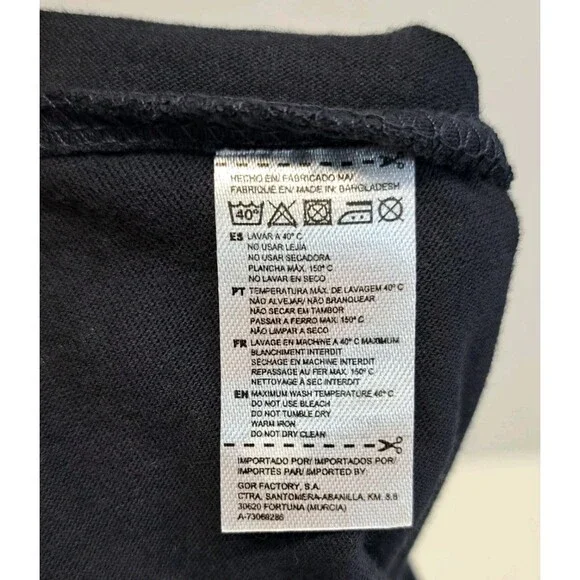 HECHO EN/ FABRICADO NA/
FABRIQUÉ EN/ MADE IN: BANGLADESH
40°
ES LAVAR A 40° C
NO USAR LEJIA
NO USAR SECADORA
PLANCHA MÁX. 150° C
NO LAVAR EN SECO
PT TEMPERATURA MÁX. DE LAVAGEM 40° C
NÃO ALVEJAR/ NÃO BRANQUEAR
NÃO SECAR EM TAMBOR
PASSAR A FERRO MAX. 150° C
NÃO LIMPAR A SECO
FR LAVAGE EN MACHINE A 40° C MAXIMUM
BLANCHIMENT INTERDIT
SÉCHAGE EN MACHINE INTERDIT
REPASSAGE AU FER MAX. 150° C
NETTOYAGE À SEC INTERDIT
EN MAXIMUM WASH TEMPERATURE 40° C
DO NOT USE BLEACH
DO NOT TUMBLE DRY
WARM IRON
DO NOT DRY CLEAN
IMPORTADO POR/ IMPORTADOS POR/
IMPORTÉS PAR/ IMPORTED BY:
GOR FACTORY, S.A.
CTRA. SANTOMERA-ABANILLA, KM. 8.8
30620 FORTUNA (MURCIA)
A-73066286